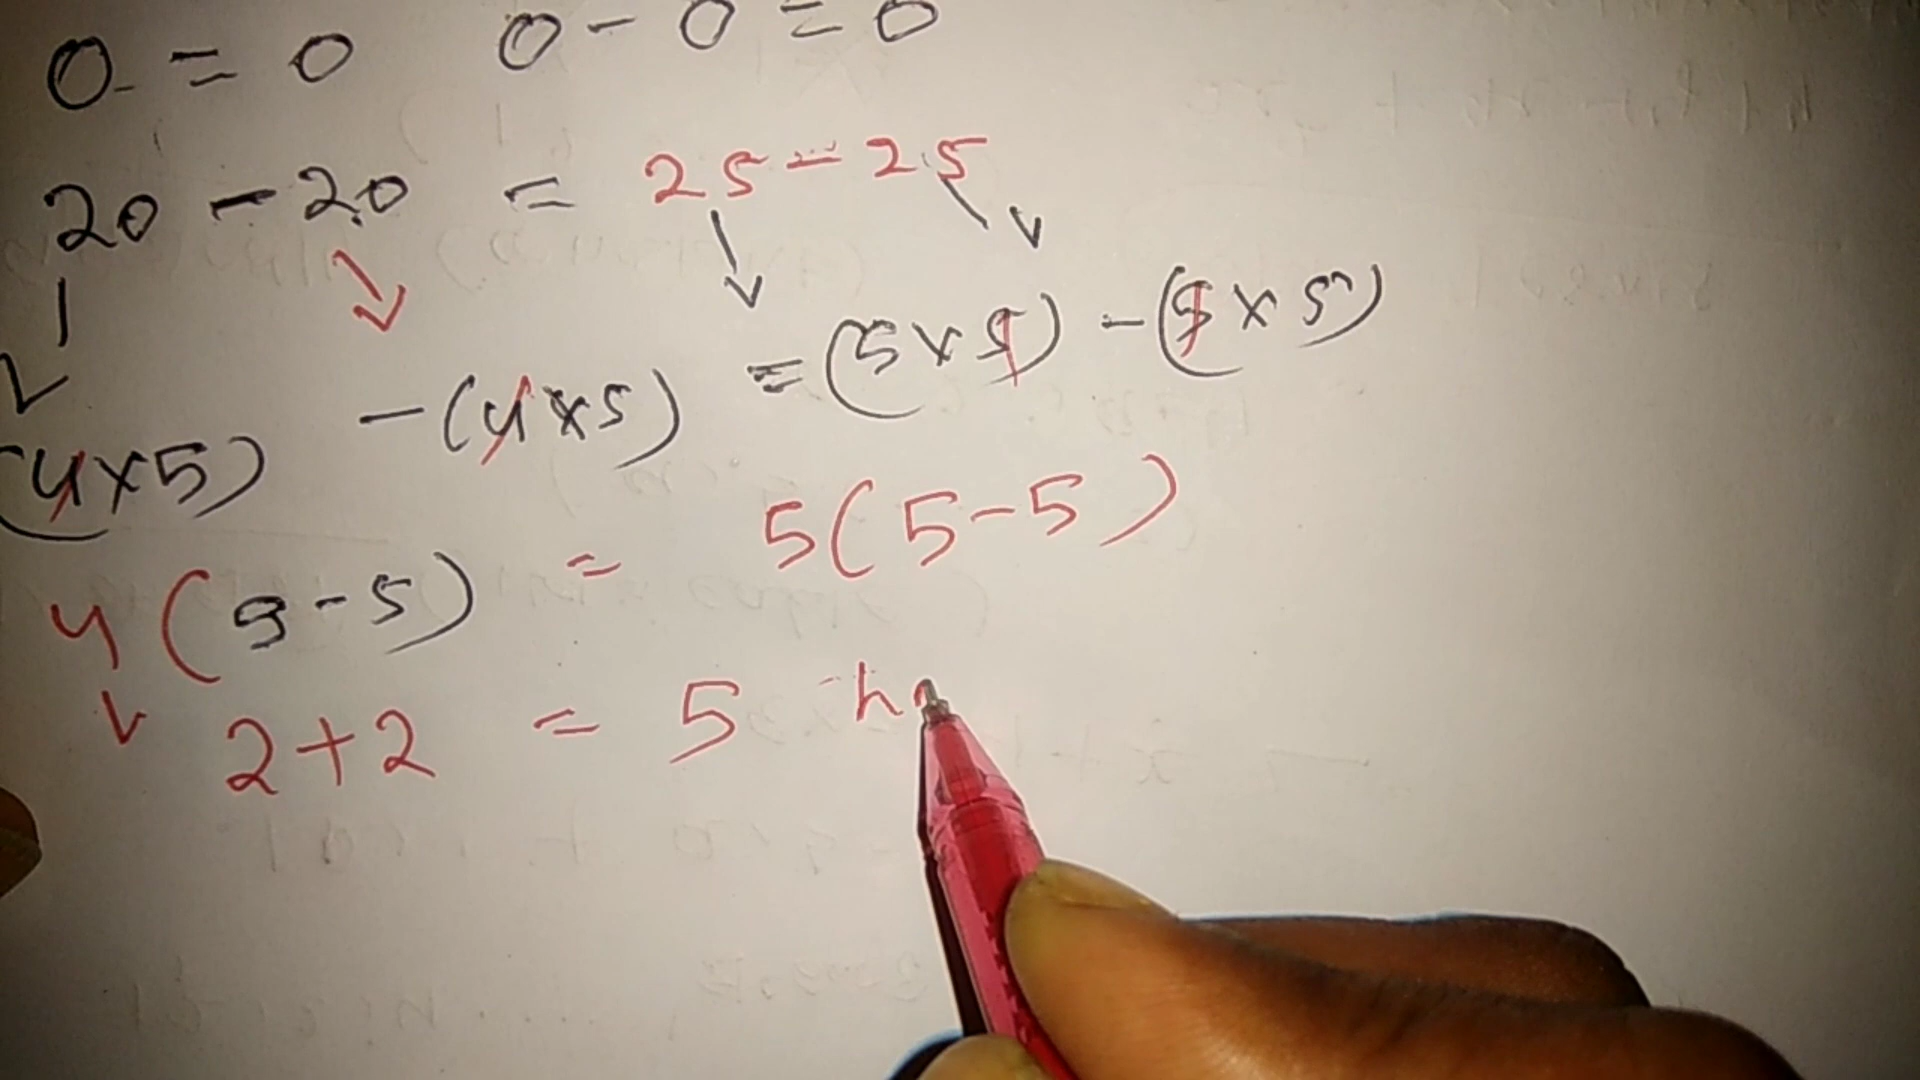 0 = 0 0 - 0 = 0
20 - 20 = 25 - 25
(4x5) - (4x5) = (5x5) - (5x5)
4(5-5) = 5(5-5)
2+2 = 5